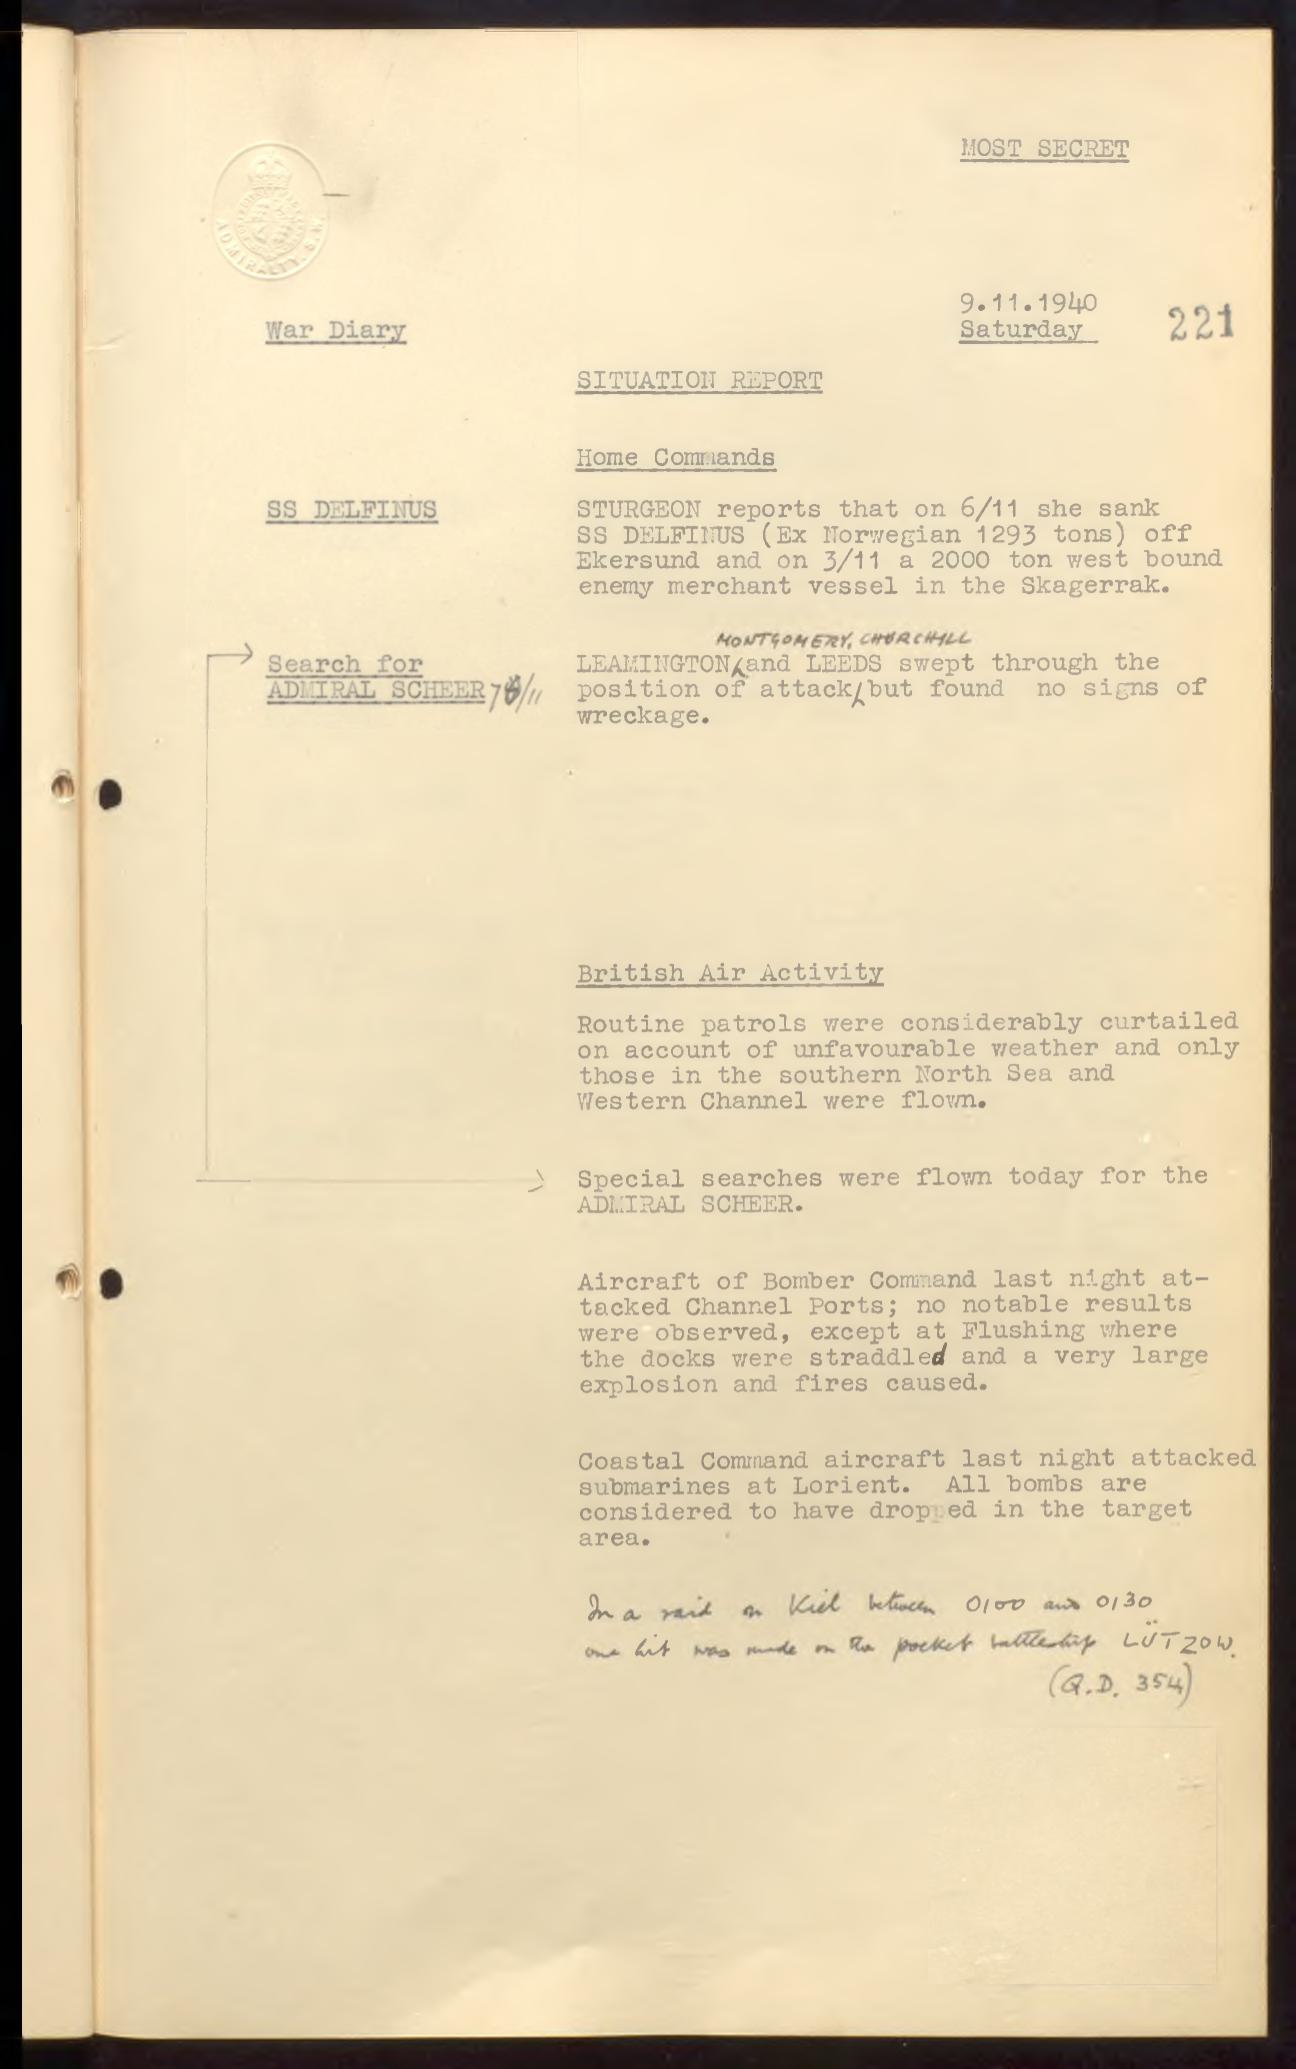 MOST SECRET
ADMIRALTY. S.W.
9.11.1940
Saturday
221
War Diary
SITUATION REPORT
Home Commands
SS DELFINUS
STURGEON reports that on 6/11 she sank
SS DELFINUS (Ex Norwegian 1293 tons) off
Ekersund and on 3/11 a 2000 ton west bound
enemy merchant vessel in the Skagerrak.
Search for
ADMIRAL SCHEER
MONTGOMERY, CHURCHILL
LEAMINGTON and LEEDS swept through the
position of attack, but found no signs of
wreckage.
British Air Activity
Routine patrols were considerably curtailed
on account of unfavourable weather and only
those in the southern North Sea and
Western Channel were flown.
Special searches were flown today for the
ADMIRAL SCHEER.
Aircraft of Bomber Command last night at-
tacked Channel Ports; no notable results
were observed, except at Flushing where
the docks were straddled and a very large
explosion and fires caused.
Coastal Command aircraft last night attacked
submarines at Lorient. All bombs are
considered to have dropped in the target
area.
In a raid on Kiel between 0100 and 0130
one hit was made on the pocket battleship LÜTZOW.
(Q.D. 354)